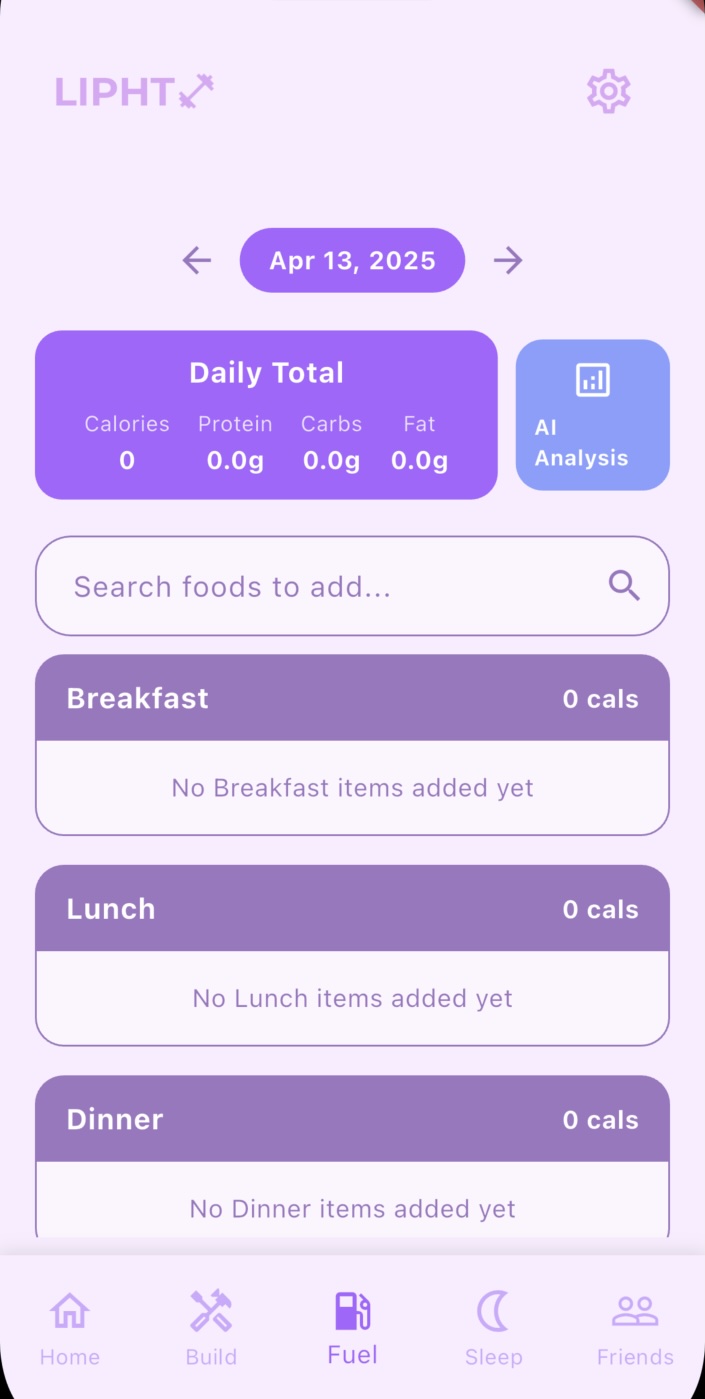 LIPHT
Apr 13, 2025
Daily Total
Calories Protein Carbs Fat
0 0.0g 0.0g 0.0g
AI
Analysis
Search foods to add...
Breakfast 0 cals
No Breakfast items added yet
Lunch 0 cals
No Lunch items added yet
Dinner 0 cals
No Dinner items added yet
Home Build Fuel Sleep Friends